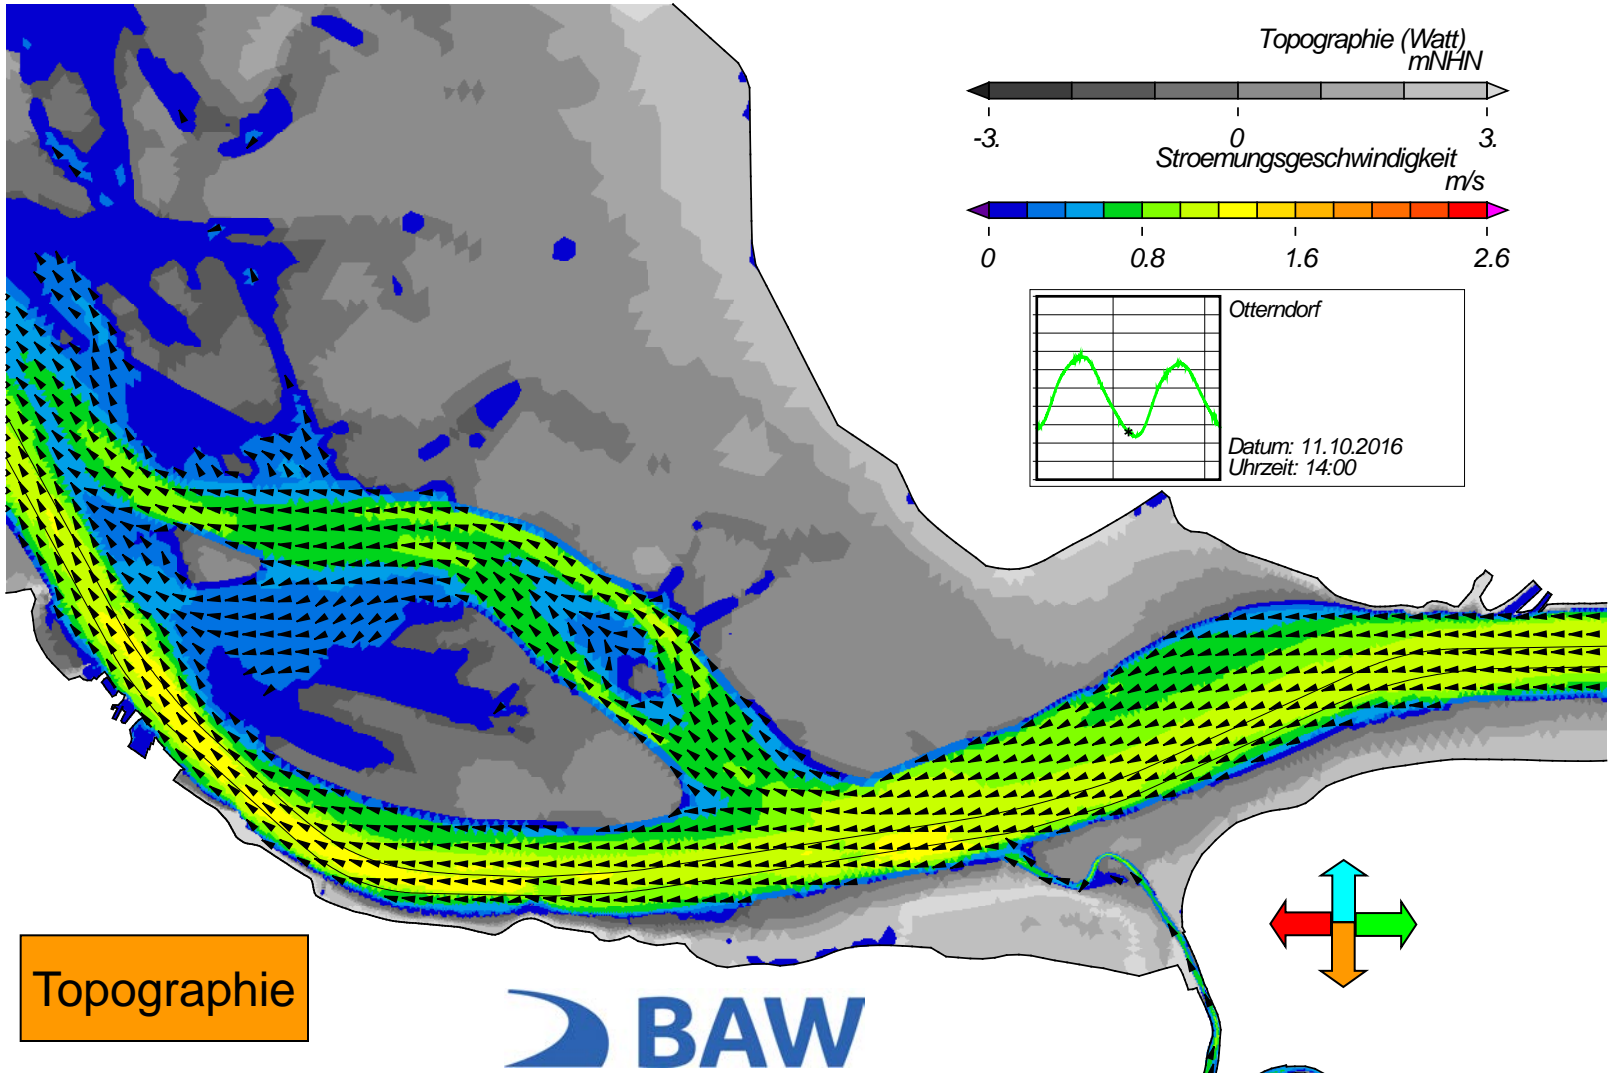 Topographie (Watt)
mNHN
-3. 0 3.
Stroemungsgeschwindigkeit
m/s
0 0.8 1.6 2.6
Otterndorf
Datum: 11.10.2016
Uhrzeit: 14:00
Topographie
BAW